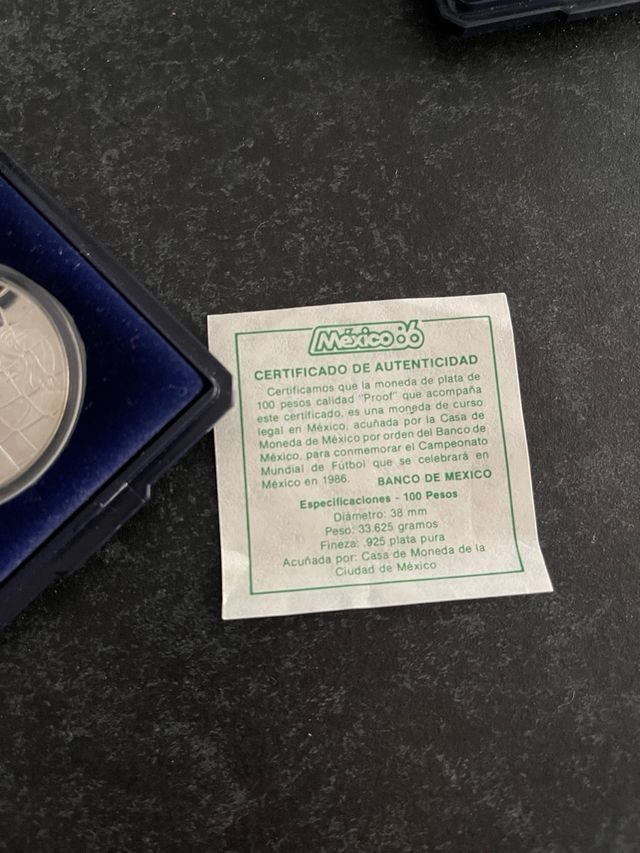 México86
CERTIFICADO DE AUTENTICIDAD
Certificamos que la moneda de plata de
100 pesos calidad "Proof" que acompaña
este certificado, es una moneda de curso
legal en México, acuñada por la Casa de
Moneda de México por orden del Banco de
México, para conmemorar el Campeonato
Mundial de Fútbol que se celebrará en
México en 1986. BANCO DE MEXICO
Especificaciones - 100 Pesos
Diámetro: 38 mm
Peso: 33.625 gramos
Fineza: .925 plata pura
Acuñada por: Casa de Moneda de la
Ciudad de México